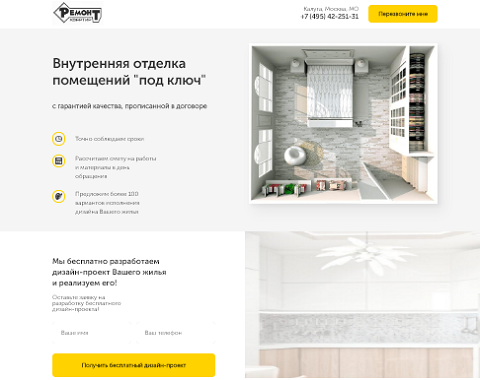 РЕМОНТ
Калуга, Москва, МО
+7 (495) 42-251-31
Перезвоните мне
Внутренняя отделка
помещений "под ключ"
с гарантией качества, прописанной в договоре
Точно соблюдаем сроки
Рассчитаем смету на работы
и материалы в день
обращения
Предложим более 100
вариантов исполнения
дизайна Вашего жилья
Мы бесплатно разработаем
дизайн-проект Вашего жилья
и реализуем его!
Оставьте заявку на
разработку бесплатного
дизайн-проекта!
Ваше имя
Ваш телефон
Получить бесплатный дизайн-проект